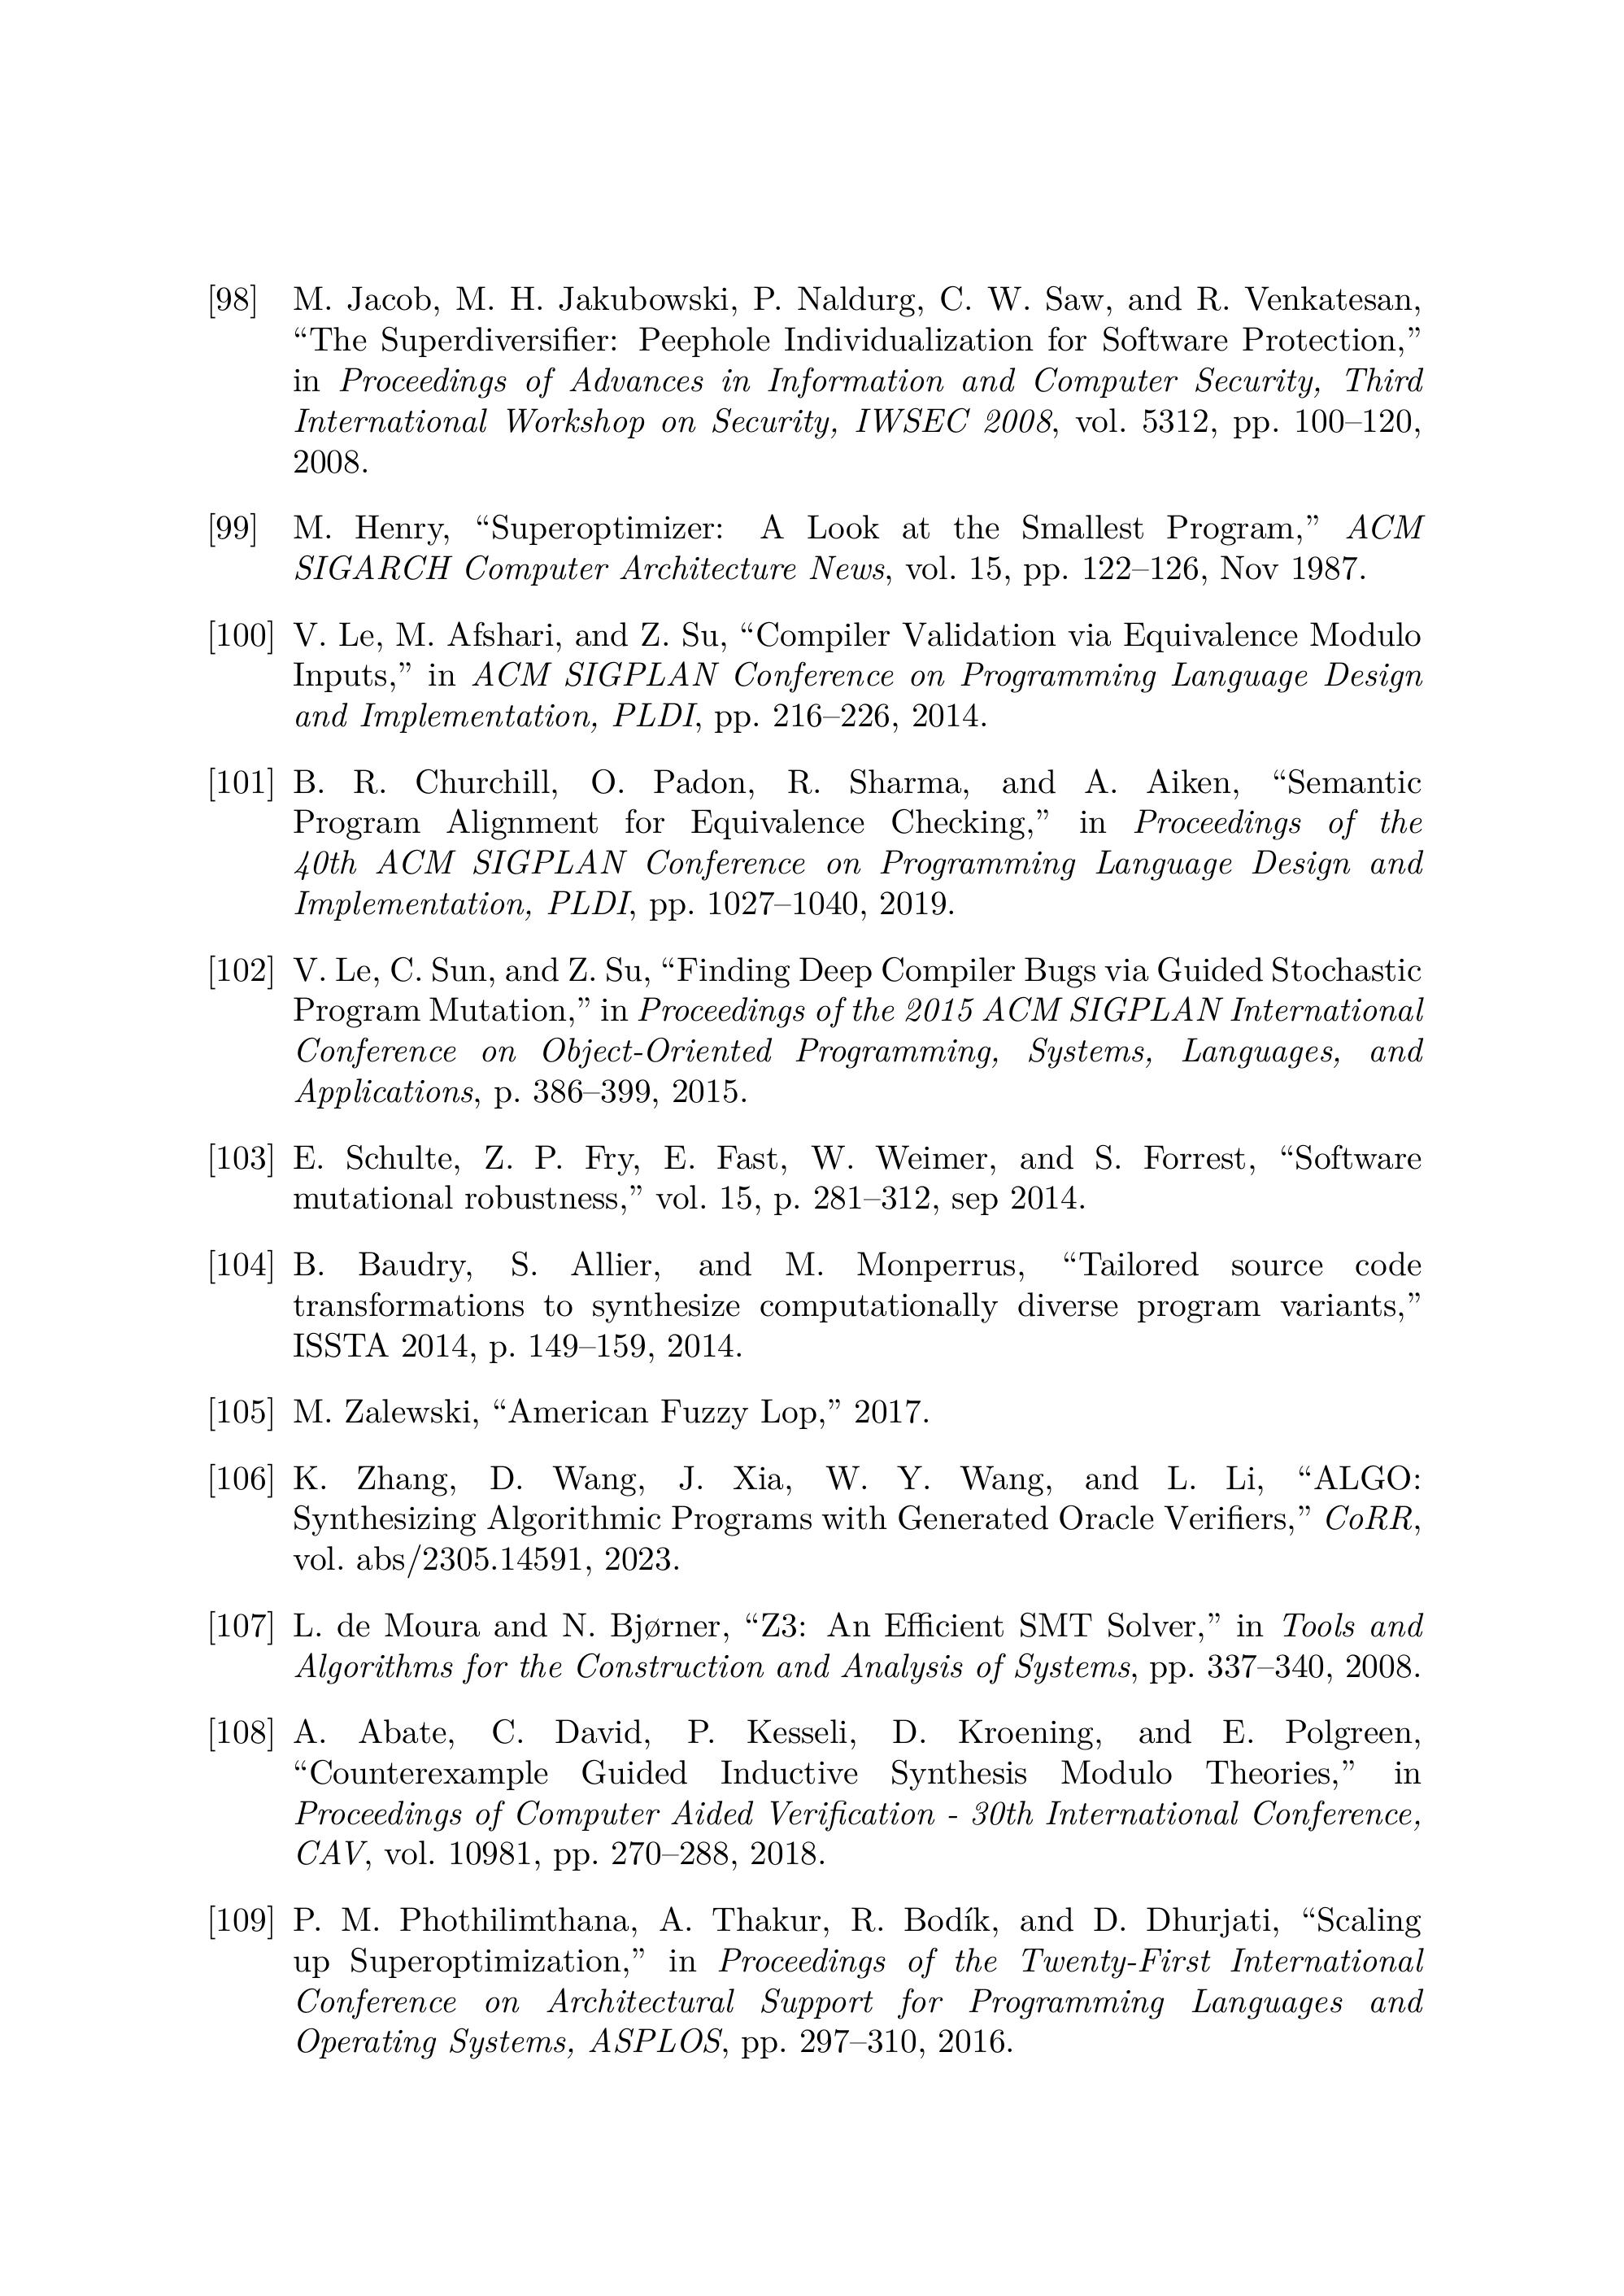 [98] M. Jacob, M. H. Jakubowski, P. Naldurg, C. W. Saw, and R. Venkatesan,
“The Superdiversifier: Peephole Individualization for Software Protection,”
in Proceedings of Advances in Information and Computer Security, Third
International Workshop on Security, IWSEC 2008, vol. 5312, pp. 100–120,
2008.
[99] M. Henry, “Superoptimizer: A Look at the Smallest Program,” ACM
SIGARCH Computer Architecture News, vol. 15, pp. 122–126, Nov 1987.
[100] V. Le, M. Afshari, and Z. Su, “Compiler Validation via Equivalence Modulo
Inputs,” in ACM SIGPLAN Conference on Programming Language Design
and Implementation, PLDI, pp. 216–226, 2014.
[101] B. R. Churchill, O. Padon, R. Sharma, and A. Aiken, “Semantic
Program Alignment for Equivalence Checking,” in Proceedings of the
40th ACM SIGPLAN Conference on Programming Language Design and
Implementation, PLDI, pp. 1027–1040, 2019.
[102] V. Le, C. Sun, and Z. Su, “Finding Deep Compiler Bugs via Guided Stochastic
Program Mutation,” in Proceedings of the 2015 ACM SIGPLAN International
Conference on Object-Oriented Programming, Systems, Languages, and
Applications, p. 386–399, 2015.
[103] E. Schulte, Z. P. Fry, E. Fast, W. Weimer, and S. Forrest, “Software
mutational robustness,” vol. 15, p. 281–312, sep 2014.
[104] B. Baudry, S. Allier, and M. Monperrus, “Tailored source code
transformations to synthesize computationally diverse program variants,”
ISSTA 2014, p. 149–159, 2014.
[105] M. Zalewski, “American Fuzzy Lop,” 2017.
[106] K. Zhang, D. Wang, J. Xia, W. Y. Wang, and L. Li, “ALGO:
Synthesizing Algorithmic Programs with Generated Oracle Verifiers,” CoRR,
vol. abs/2305.14591, 2023.
[107] L. de Moura and N. Bjørner, “Z3: An Efficient SMT Solver,” in Tools and
Algorithms for the Construction and Analysis of Systems, pp. 337–340, 2008.
[108] A. Abate, C. David, P. Kesseli, D. Kroening, and E. Polgreen,
“Counterexample Guided Inductive Synthesis Modulo Theories,” in
Proceedings of Computer Aided Verification - 30th International Conference,
CAV, vol. 10981, pp. 270–288, 2018.
[109] P. M. Phothilimthana, A. Thakur, R. Bodík, and D. Dhurjati, “Scaling
up Superoptimization,” in Proceedings of the Twenty-First International
Conference on Architectural Support for Programming Languages and
Operating Systems, ASPLOS, pp. 297–310, 2016.